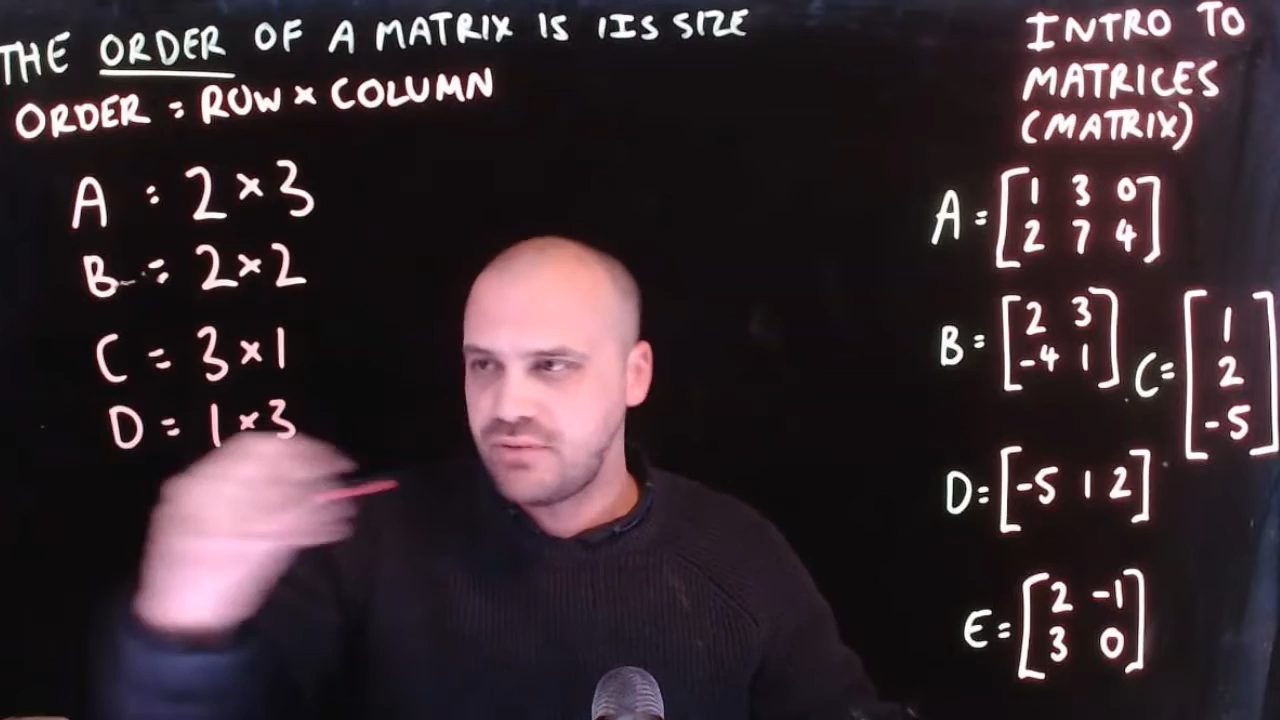 THE ORDER OF A MATRIX IS IIS SIZE
ORDER = ROW × COLUMN
A = 2 × 3
B = 2 × 2
C = 3 × 1
D = 1 × 3
INTRO TO
MATRICES
(MATRIX)
A = [1 3 0
2 7 4]
B = [2 3
-4 1]
C = [1
2
-5]
D = [-5 1 2]
E = [2 -1
3 0]